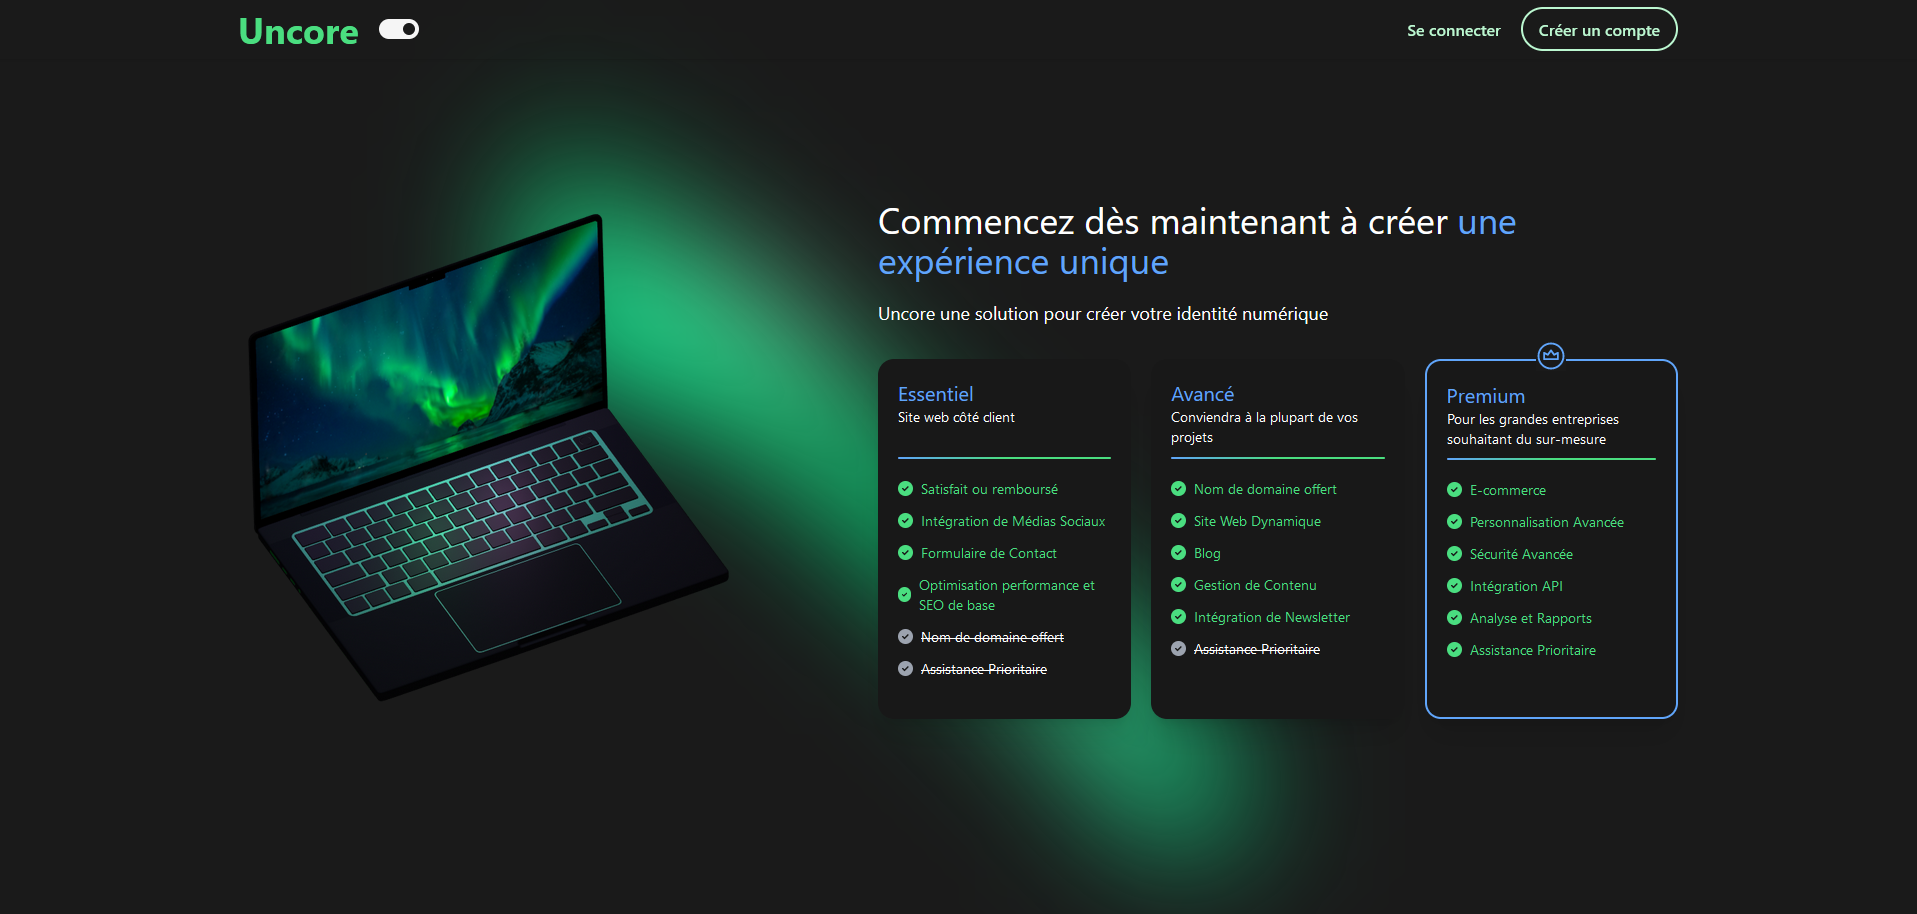 Uncore
Se connecter
Créer un compte
Commencez dès maintenant à créer une
expérience unique
Uncore une solution pour créer votre identité numérique
Essentiel
Site web côté client
Satisfait ou remboursé
Intégration de Médias Sociaux
Formulaire de Contact
Optimisation performance et
SEO de base
Nom de domaine offert
Assistance Prioritaire
Avancé
Conviendra à la plupart de vos
projets
Nom de domaine offert
Site Web Dynamique
Blog
Gestion de Contenu
Intégration de Newsletter
Assistance Prioritaire
Premium
Pour les grandes entreprises
souhaitant du sur-mesure
E-commerce
Personnalisation Avancée
Sécurité Avancée
Intégration API
Analyse et Rapports
Assistance Prioritaire